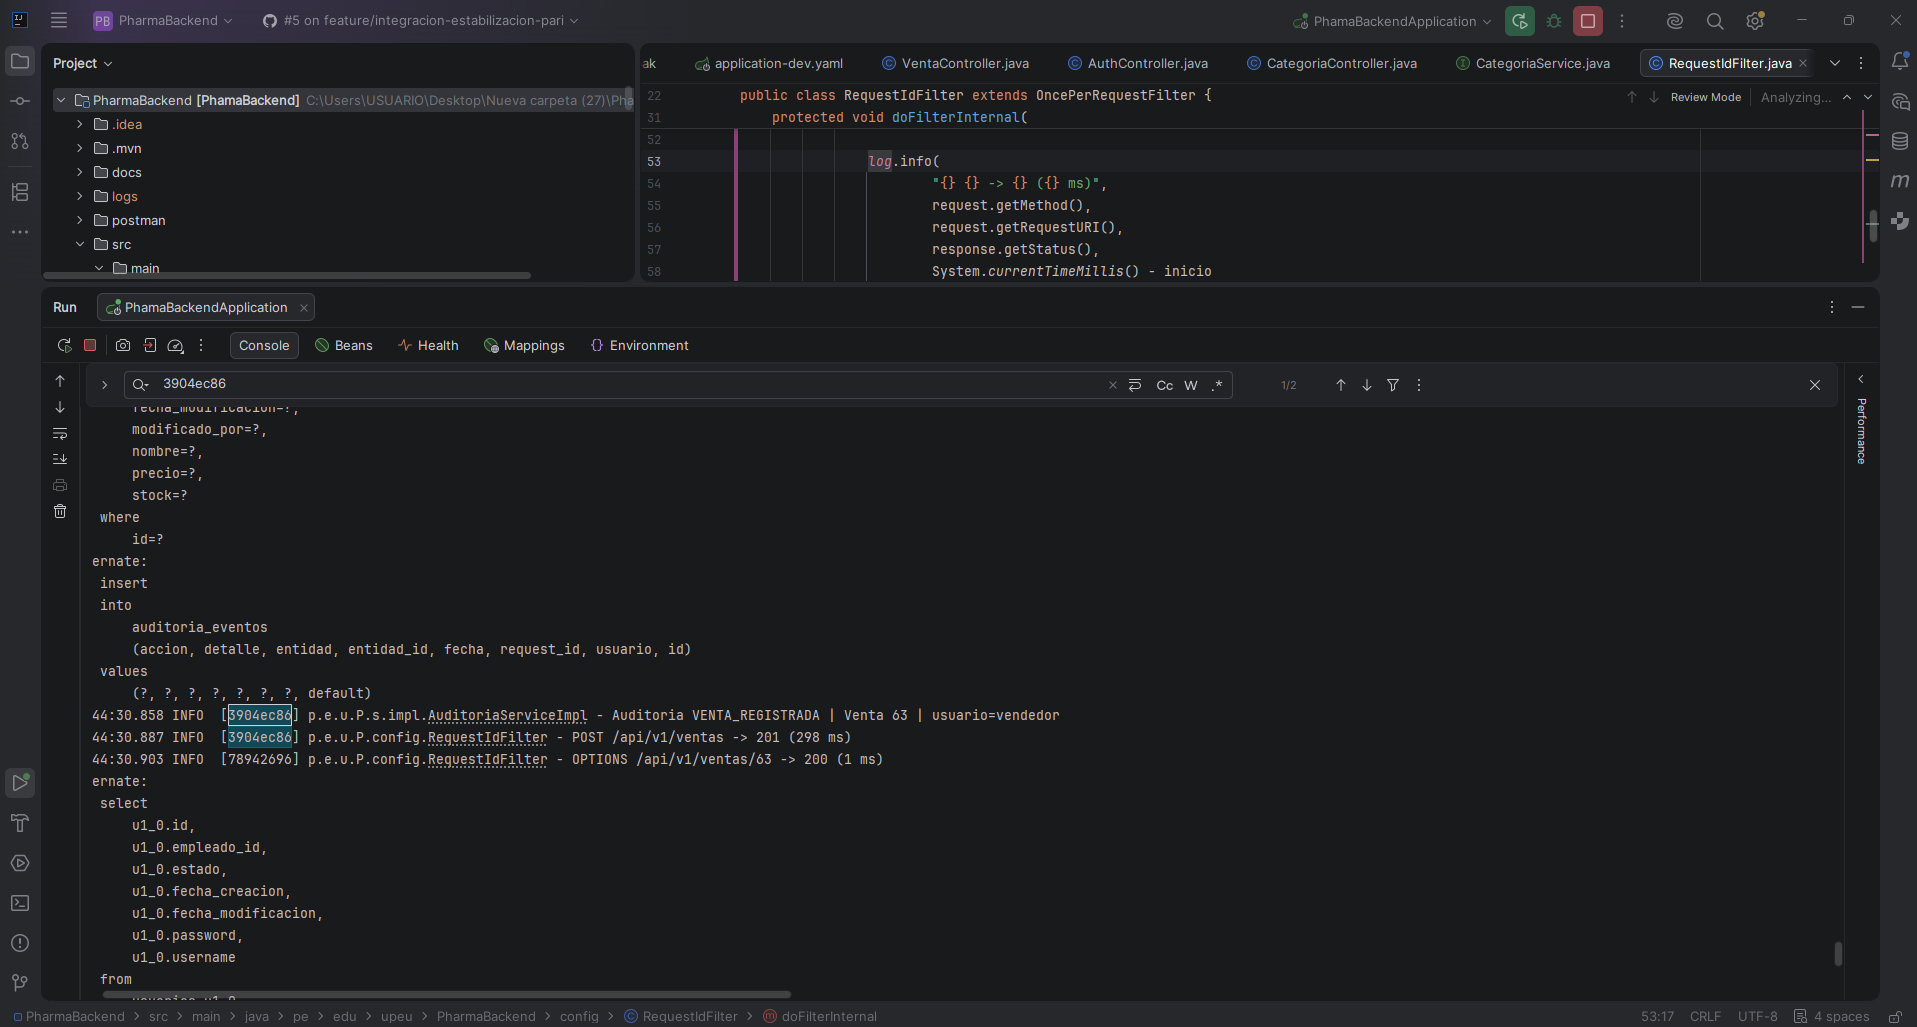 PB PharmaBackend
#5 on feature/integracion-estabilizacion-pari
PhamaBackendApplication
Project
PharmaBackend [PhamaBackend] C:\Users\USUARIO\Desktop\Nueva carpeta (27)\Pha
.idea
.mvn
docs
logs
postman
src
main
ak
application-dev.yaml
VentaController.java
AuthController.java
CategoriaController.java
CategoriaService.java
RequestIdFilter.java
Review Mode
Analyzing...
22 public class RequestIdFilter extends OncePerRequestFilter {
31 protected void doFilterInternal(
52
53 log.info(
54 "{} {} -> {} ({} ms)",
55 request.getMethod(),
56 request.getRequestURI(),
57 response.getStatus(),
58 System.currentTimeMillis() - inicio
Run
PhamaBackendApplication
Console
Beans
Health
Mappings
Environment
3904ec86
Cc W .*
1/2
Performance
fecha_modificacion=?,
modificado_por=?,
nombre=?,
precio=?,
stock=?
where
id=?
ernate:
insert
into
auditoria_eventos
(accion, detalle, entidad, entidad_id, fecha, request_id, usuario, id)
values
(?, ?, ?, ?, ?, ?, ?, default)
44:30.858 INFO [3904ec86] p.e.u.P.s.impl.AuditoriaServiceImpl - Auditoria VENTA_REGISTRADA | Venta 63 | usuario=vendedor
44:30.887 INFO [3904ec86] p.e.u.P.config.RequestIdFilter - POST /api/v1/ventas -> 201 (298 ms)
44:30.903 INFO [78942696] p.e.u.P.config.RequestIdFilter - OPTIONS /api/v1/ventas/63 -> 200 (1 ms)
ernate:
select
u1_0.id,
u1_0.empleado_id,
u1_0.estado,
u1_0.fecha_creacion,
u1_0.fecha_modificacion,
u1_0.password,
u1_0.username
from
PharmaBackend > src > main > java > pe > edu > upeu > PharmaBackend > config > RequestIdFilter > doFilterInternal
53:17 CRLF UTF-8 4 spaces